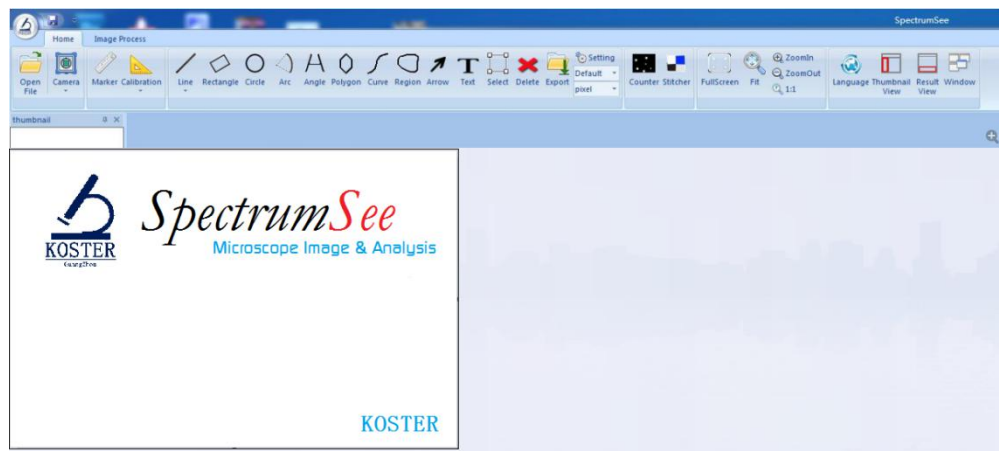 SpectrumSee
Home Image Process
Open File Camera Marker Calibration Line Rectangle Circle Arc Angle Polygon Curve Region Arrow Text Select Delete Export Setting Default pixel Counter Stitcher FullScreen Fit ZoomIn ZoomOut 1:1 Language Thumbnail View Result View Window
thumbnail
SpectrumSee
Microscope Image & Analysis
KOSTER
GuangZhou
KOSTER